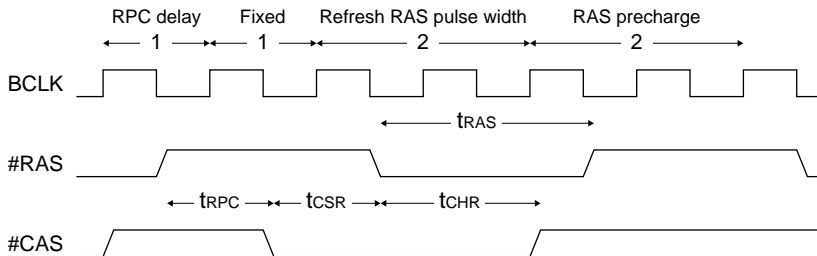 RPC delay Fixed Refresh RAS pulse width RAS precharge
1 1 2 2
BCLK
tRAS
#RAS
tRPC tCSR tCHR
#CAS